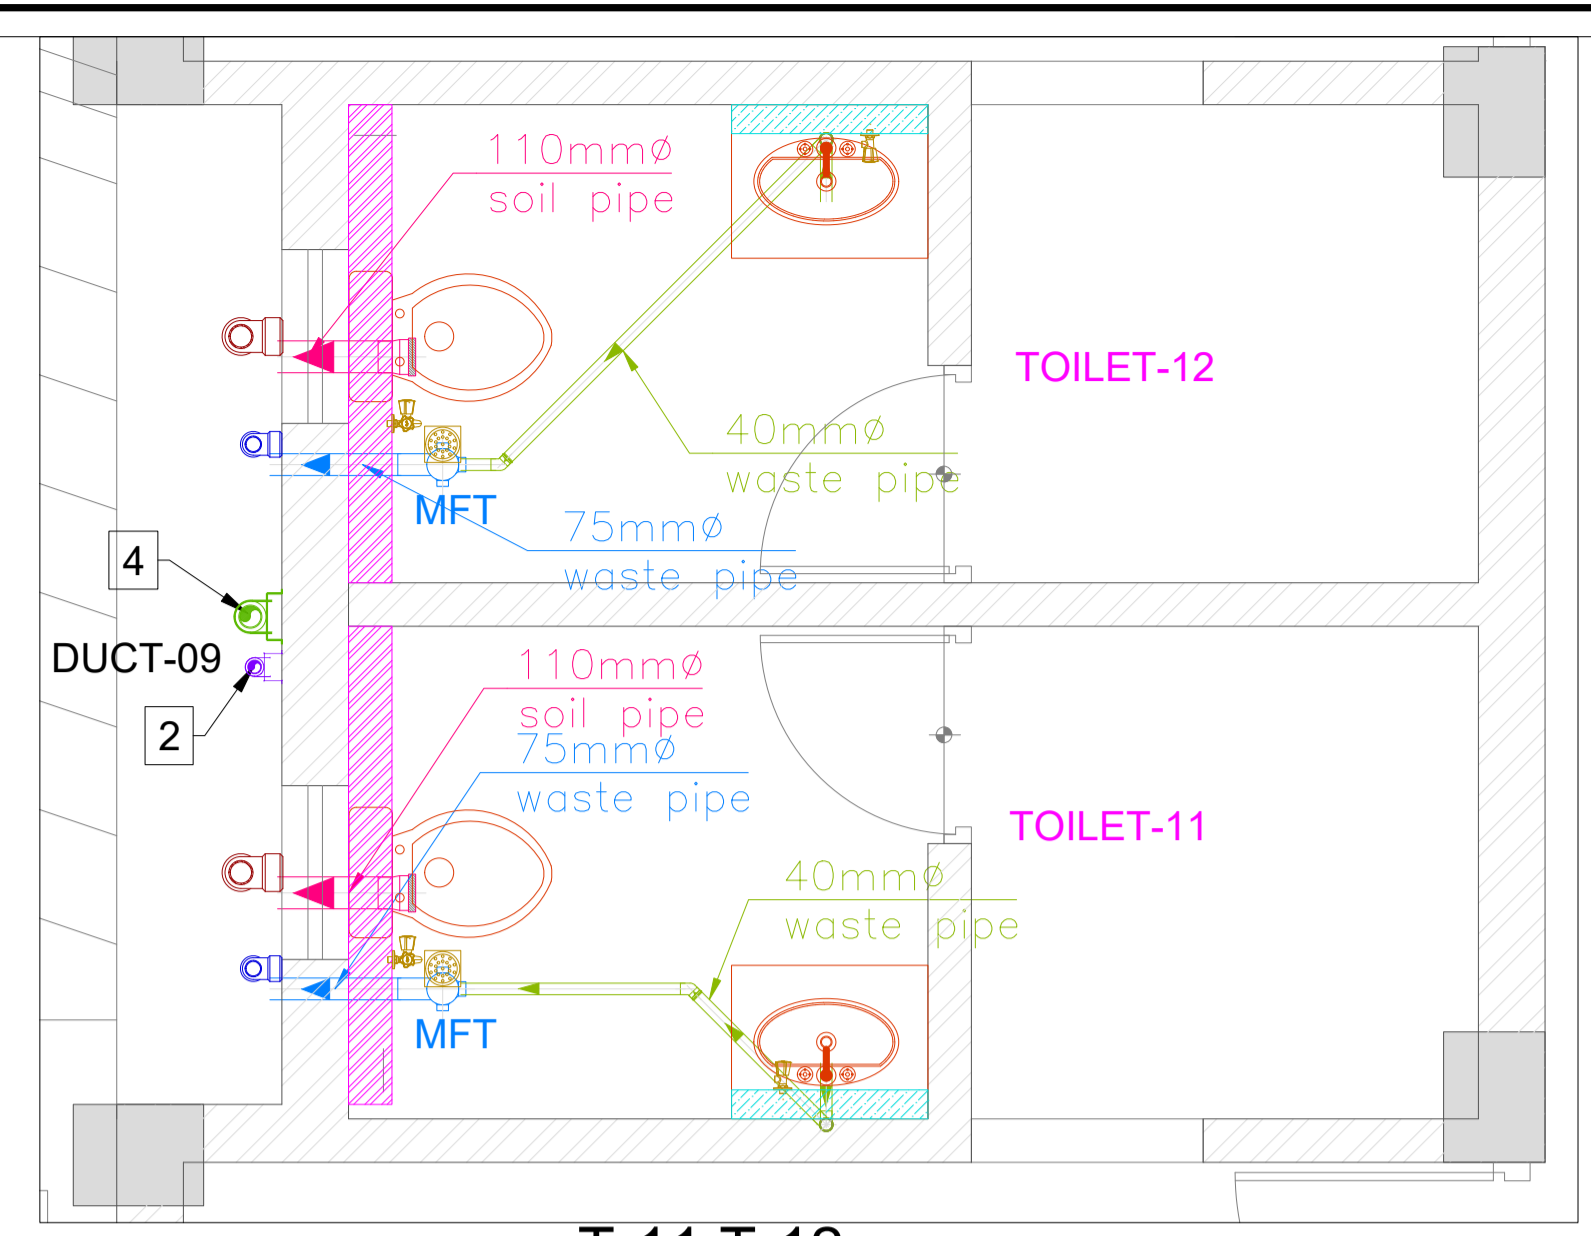 110mmø
soil pipe
TOILET-12
40mmø
waste pipe
MFT
75mmø
waste pipe
4
DUCT-09
2
110mmø
soil pipe
75mmø
waste pipe
TOILET-11
40mmø
waste pipe
MFT